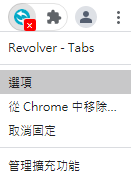 Revolver - Tabs
選項
從 Chrome 中移除...
取消固定
管理擴充功能